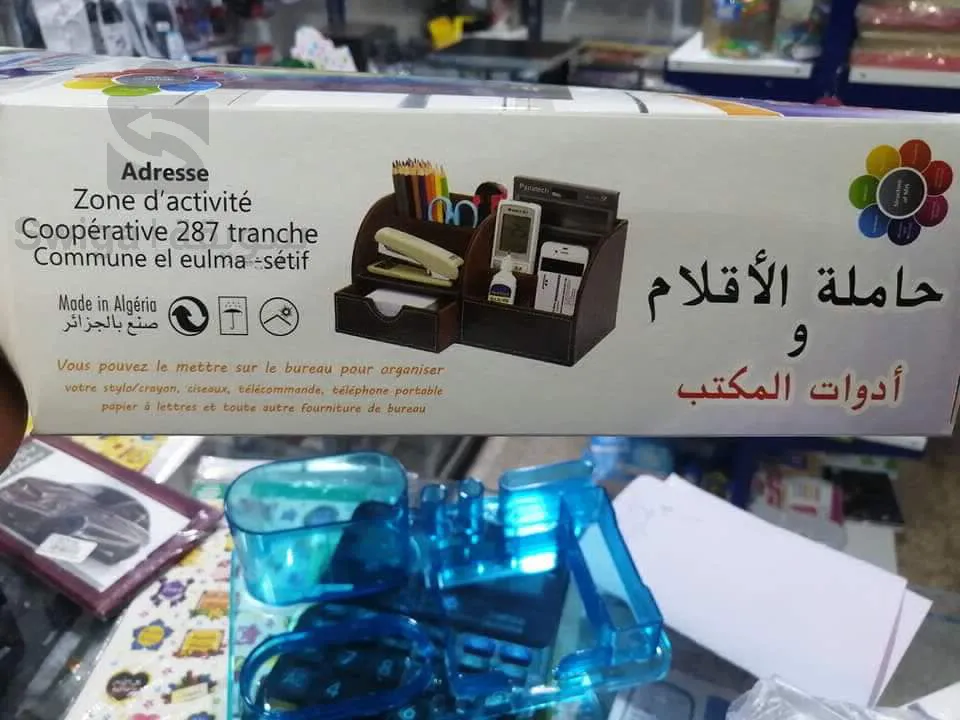 Adresse
Zone d'activité
Coopérative 287 tranche
Commune el eulma -sétif
Made in Algéria
صنع بالجزائر
Vous pouvez le mettre sur le bureau pour organiser
votre stylo/crayon, ciseaux, télécommande, téléphone portable
papier à lettres et toute autre fourniture de bureau
حاملة الأقلام
و
أدوات المكتب